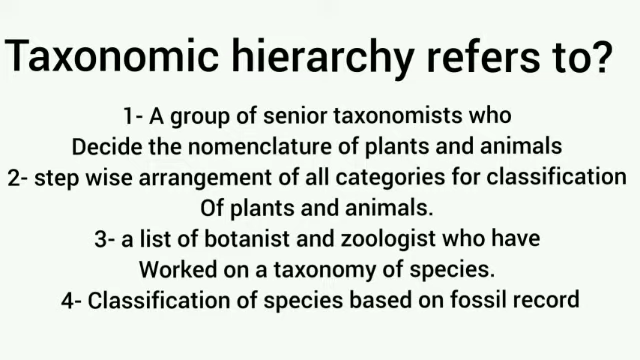 Taxonomic hierarchy refers to?
1- A group of senior taxonomists who
Decide the nomenclature of plants and animals
2- step wise arrangement of all categories for classification
Of plants and animals.
3- a list of botanist and zoologist who have
Worked on a taxonomy of species.
4- Classification of species based on fossil record